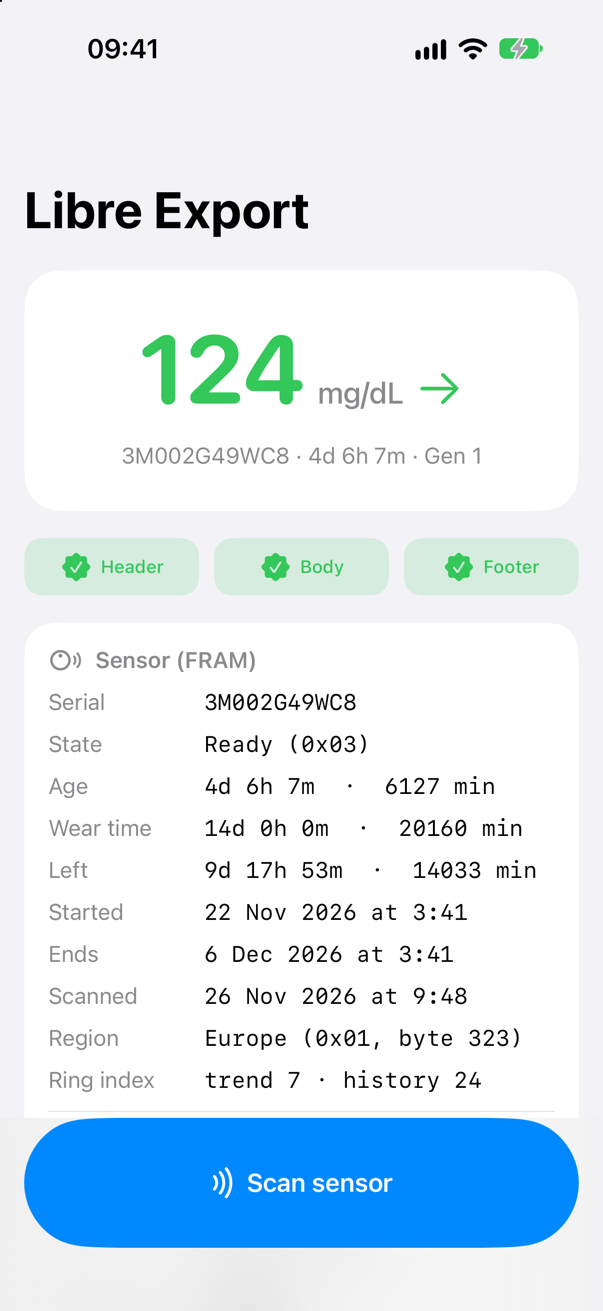 09:41
Libre Export
124 mg/dL →
3M002G49WC8 · 4d 6h 7m · Gen 1
Header Body Footer
Sensor (FRAM)
Serial 3M002G49WC8
State Ready (0x03)
Age 4d 6h 7m · 6127 min
Wear time 14d 0h 0m · 20160 min
Left 9d 17h 53m · 14033 min
Started 22 Nov 2026 at 3:41
Ends 6 Dec 2026 at 3:41
Scanned 26 Nov 2026 at 9:48
Region Europe (0x01, byte 323)
Ring index trend 7 · history 24
Scan sensor